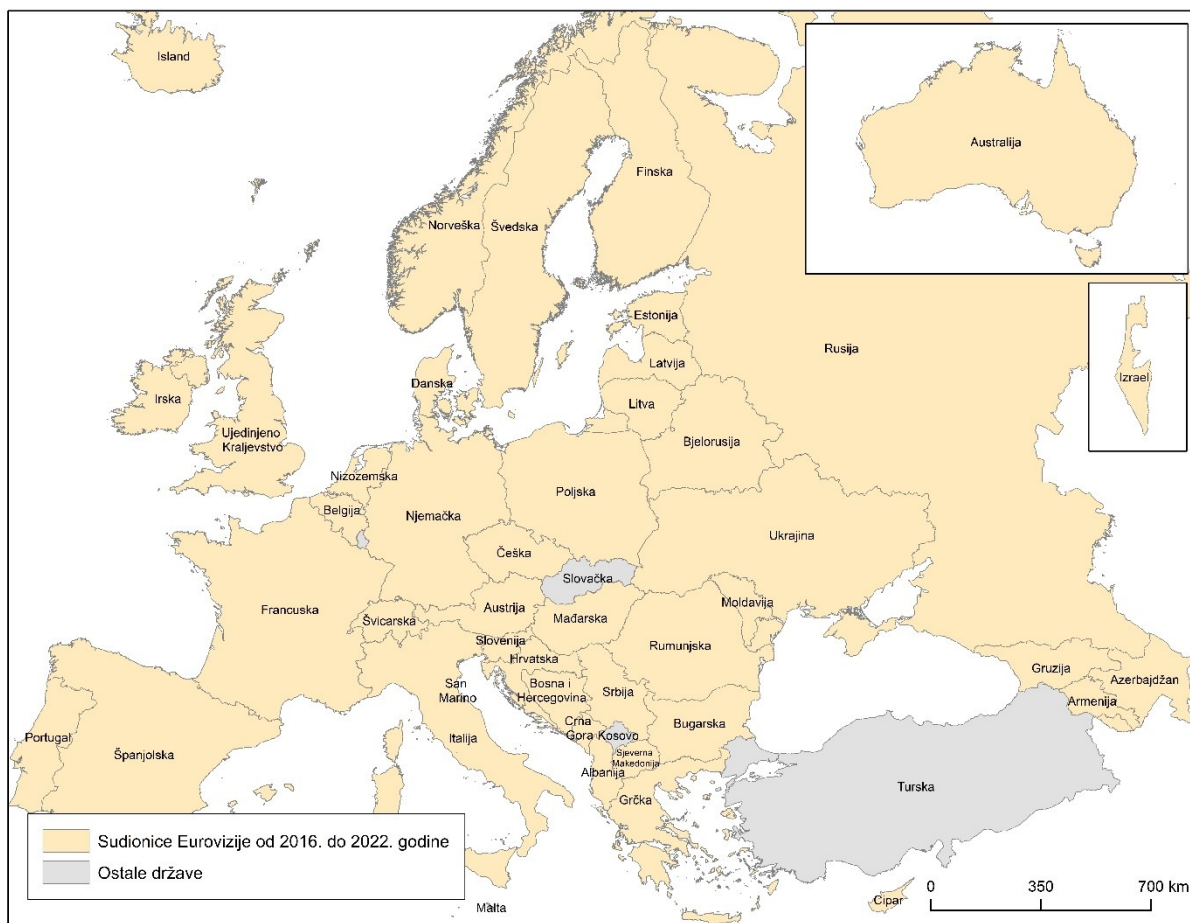 Island
Australija
Finska
Norveška
Švedska
Estonija
Rusija
Latvija
Izrael
Danska
Irska
Litva
Ujedinjeno
Kraljevstvo
Bjelorusija
Nizozemska
Poljska
Belgija
Njemačka
Ukrajina
Češka
Slovačka
Francuska
Austrija
Moldavija
Švicarska
Mađarska
Slovenija
Rumunjska
Hrvatska
Gruzija
San
Marino
Bosna i
Hercegovina
Srbija
Azerbajdžan
Armenija
Portugal
Španjolska
Italija
Crna
Gora
Kosovo
Bugarska
Sjeverna
Makedonija
Albanija
Turska
Grčka
Sudionice Eurovizije od 2016. do 2022. godine
Ostale države
Malta
Cipar
0 350 700 km